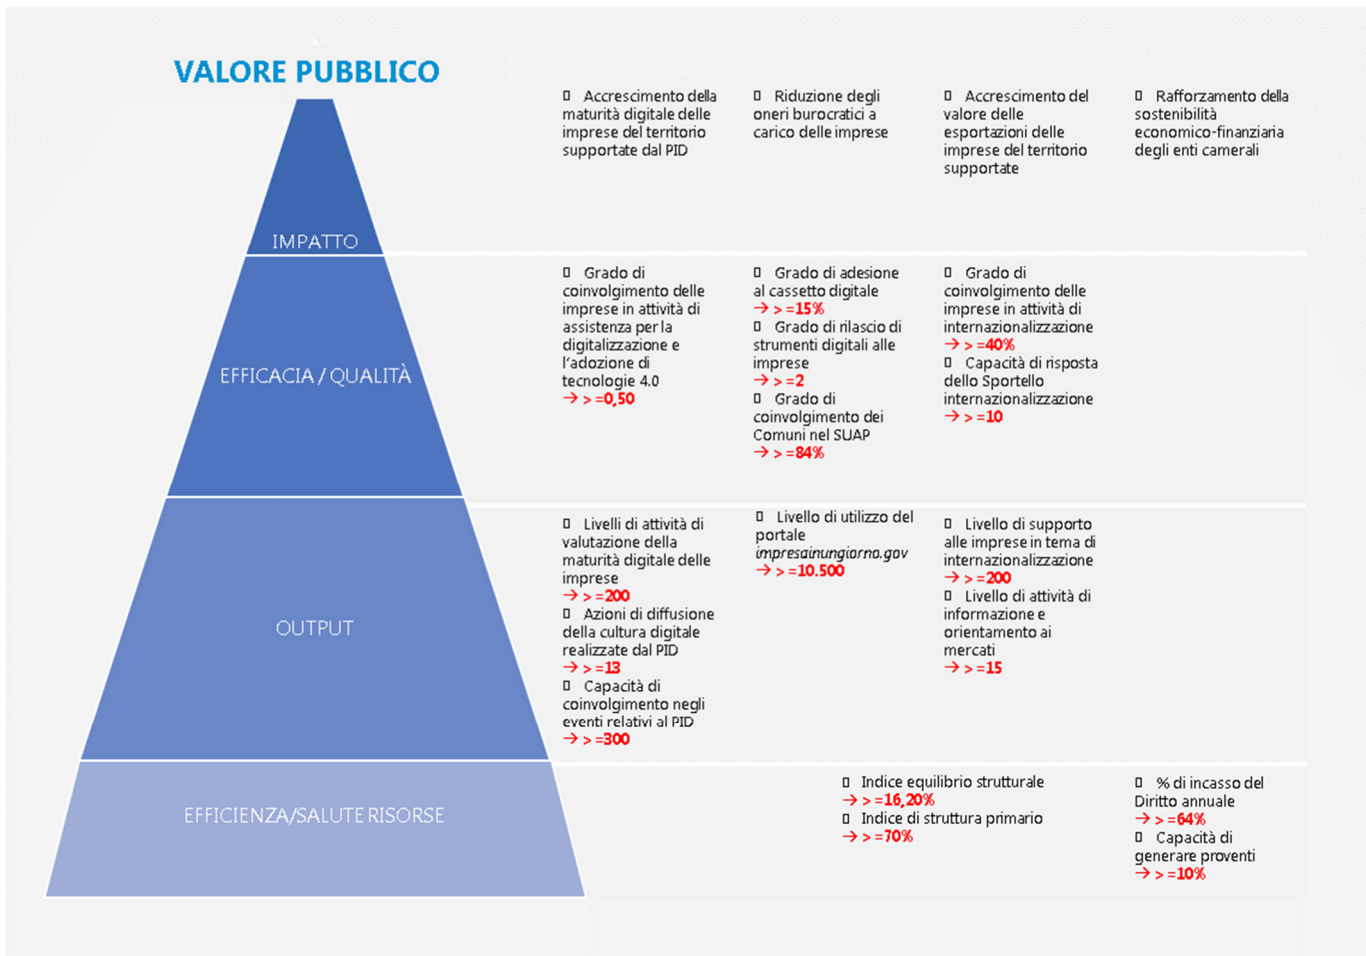 VALORE PUBBLICO
IMPATTO
▯ Accrescimento della
maturità digitale delle
imprese del territorio
supportate dal PID
▯ Riduzione degli
oneri burocratici a
carico delle imprese
▯ Accrescimento del
valore delle
esportazioni delle
imprese del territorio
supportate
▯ Rafforzamento della
sostenibilità
economico-finanziaria
degli enti camerali
EFFICACIA / QUALITÀ
▯ Grado di
coinvolgimento delle
imprese in attività di
assistenza per la
digitalizzazione e
l'adozione di
tecnologie 4.0
→ > =0,50
▯ Grado di adesione
al cassetto digitale
→ > =15%
▯ Grado di rilascio di
strumenti digitali alle
imprese
→ > =2
▯ Grado di
coinvolgimento dei
Comuni nel SUAP
→ > =84%
▯ Grado di
coinvolgimento delle
imprese in attività di
internazionalizzazione
→ > =40%
▯ Capacità di risposta
dello Sportello
internazionalizzazione
→ > =10
OUTPUT
▯ Livelli di attività di
valutazione della
maturità digitale delle
imprese
→ > =200
▯ Azioni di diffusione
della cultura digitale
realizzate dal PID
→ > =13
▯ Capacità di
coinvolgimento negli
eventi relativi al PID
→ > =300
▯ Livello di utilizzo del
portale
impresainungiorno.gov
→ > =10.500
▯ Livello di supporto
alle imprese in tema di
internazionalizzazione
→ > =200
▯ Livello di attività di
informazione e
orientamento ai
mercati
→ > =15
EFFICIENZA/SALUTE RISORSE
▯ Indice equilibrio strutturale
→ > =16,20%
▯ Indice di struttura primario
→ > =70%
▯ % di incasso del
Diritto annuale
→ > =64%
▯ Capacità di
generare proventi
→ > =10%